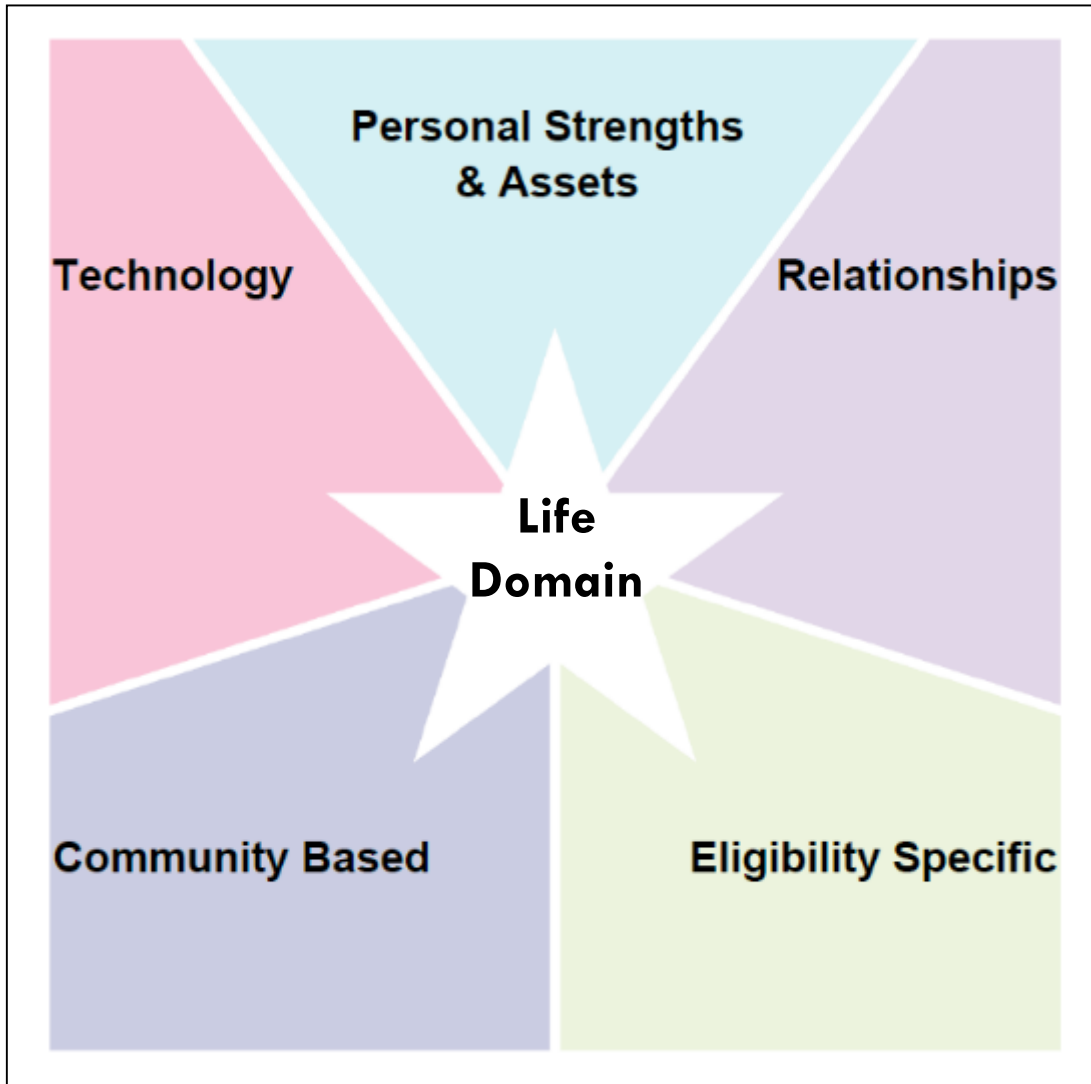 Personal Strengths
& Assets
Technology
Relationships
Life
Domain
Community Based
Eligibility Specific